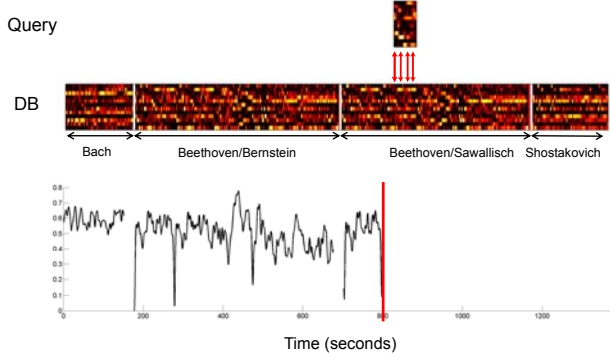 Query
DB
Bach
Beethoven/Bernstein
Beethoven/Sawallisch
Shostakovich
0.8
0.7
0.6
0.5
0.4
0.3
0.2
0.1
0
0 200 400 600 800 1000 1200
Time (seconds)